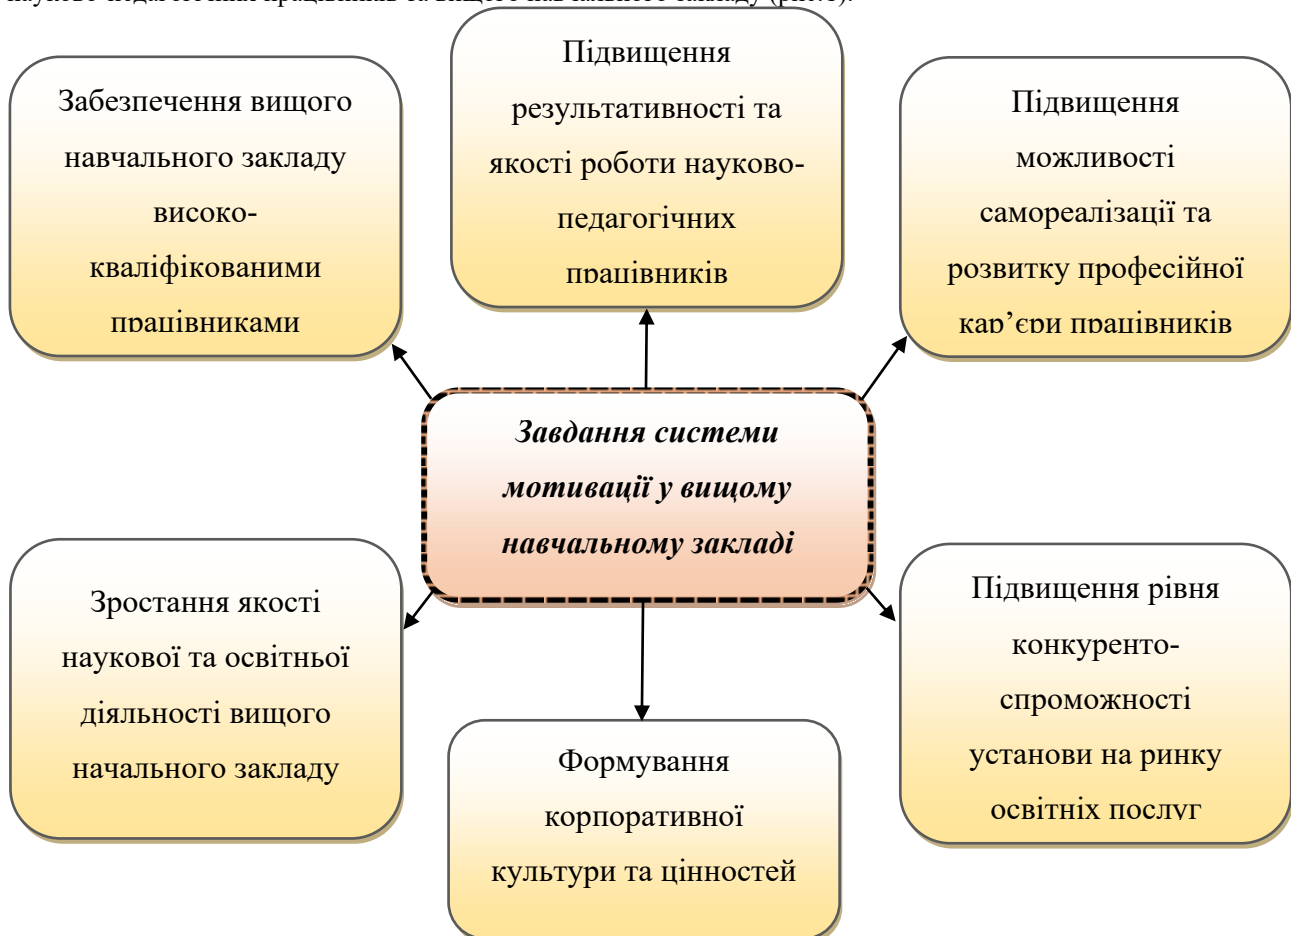 Забезпечення вищого
навчального закладу
високо-
кваліфікованими
працівниками
Підвищення
результативності та
якості роботи науково-
педагогічних
працівників
Підвищення
можливості
самореалізації та
розвитку професійної
кар’єри працівників
Завдання системи
мотивації у вищому
навчальному закладі
Зростання якості
наукової та освітньої
діяльності вищого
начального закладу
Формування
корпоративної
культури та цінностей
Підвищення рівня
конкуренто-
спроможності
установи на ринку
освітніх послуг